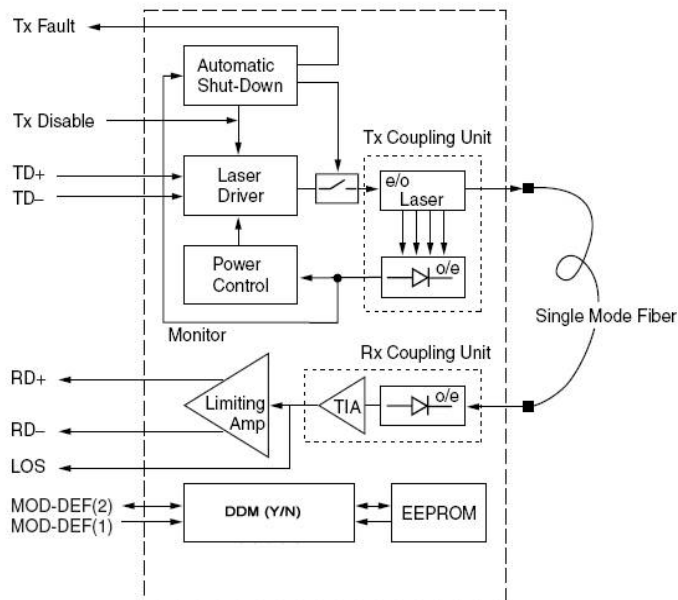 Tx Fault
Automatic
Shut-Down
Tx Disable
Tx Coupling Unit
TD+
TD–
Laser
Driver
e/o
Laser
Power
Control
o/e
Monitor
Single Mode Fiber
Rx Coupling Unit
RD+
RD–
Limiting
Amp
TIA
o/e
LOS
MOD-DEF(2)
MOD-DEF(1)
DDM (Y/N)
EEPROM